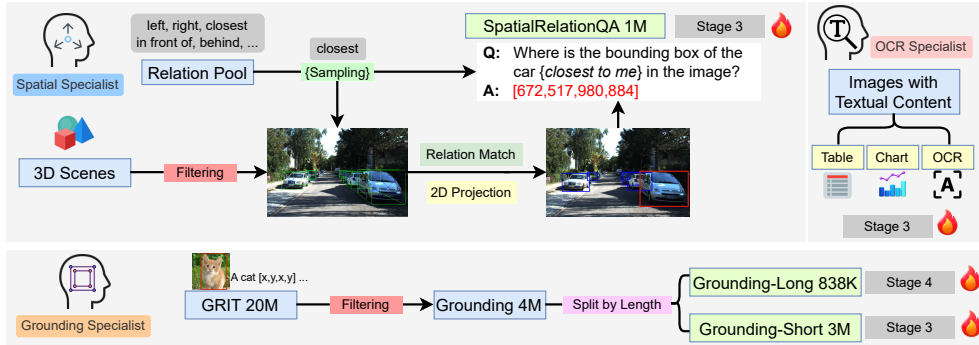 left, right, closest
in front of, behind, ...
Relation Pool
Spatial Specialist
closest
{Sampling}
SpatialRelationQA 1M
Stage 3
Q: Where is the bounding box of the
car {closest to me} in the image?
A: [672,517,980,884]
3D Scenes
Filtering
Relation Match
2D Projection
T
OCR Specialist
Images with
Textual Content
Table
Chart
OCR
A
Stage 3
Grounding Specialist
A cat [x,y,x,y] ...
GRIT 20M
Filtering
Grounding 4M
Split by Length
Grounding-Long 838K
Stage 4
Grounding-Short 3M
Stage 3